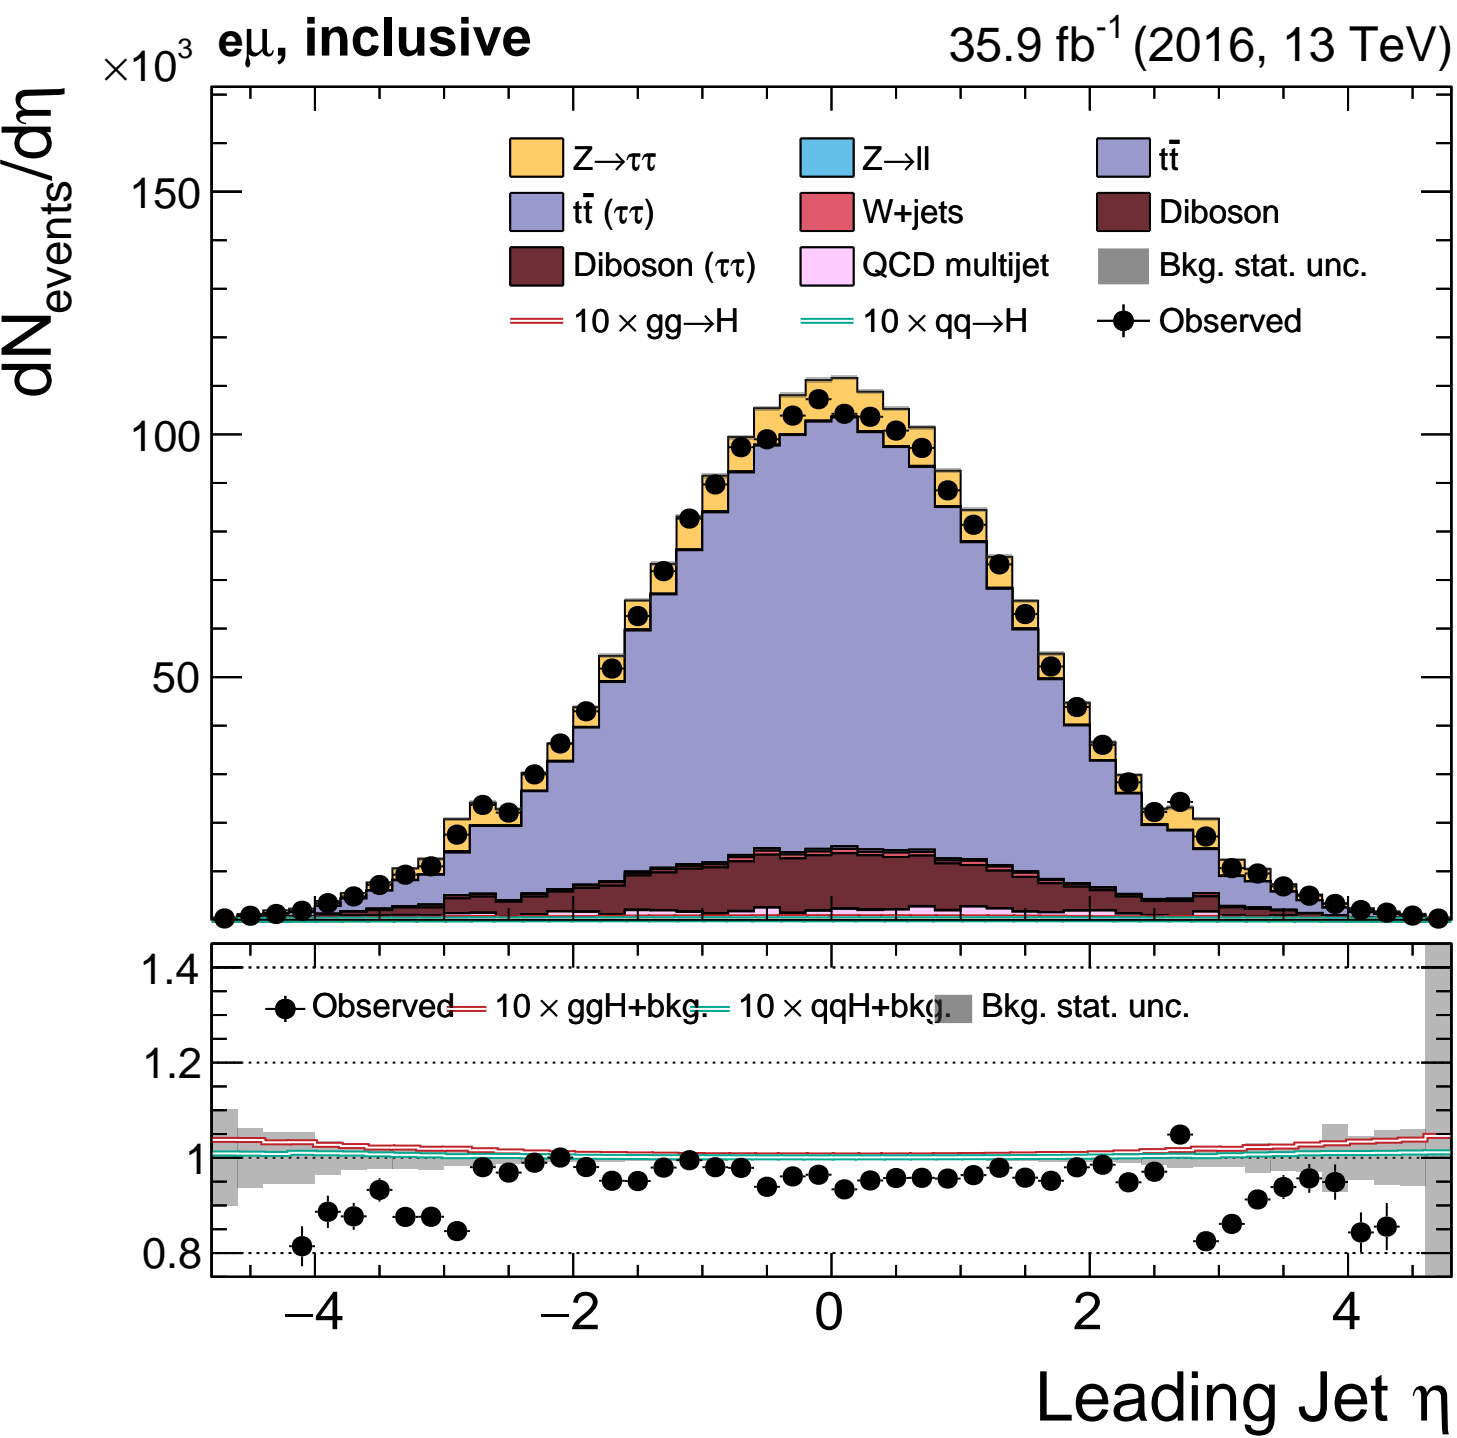 ×10³ eμ, inclusive 35.9 fb⁻¹ (2016, 13 TeV)
dN_events/dη
150
100
50
Z→ττ Z→ll tt̄
tt̄ (ττ) W+jets Diboson
Diboson (ττ) QCD multijet Bkg. stat. unc.
10 × gg→H 10 × qq→H Observed
1.4
1.2
1
0.8
Observed 10 × ggH+bkg. 10 × qqH+bkg. Bkg. stat. unc.
−4 −2 0 2 4
Leading Jet η